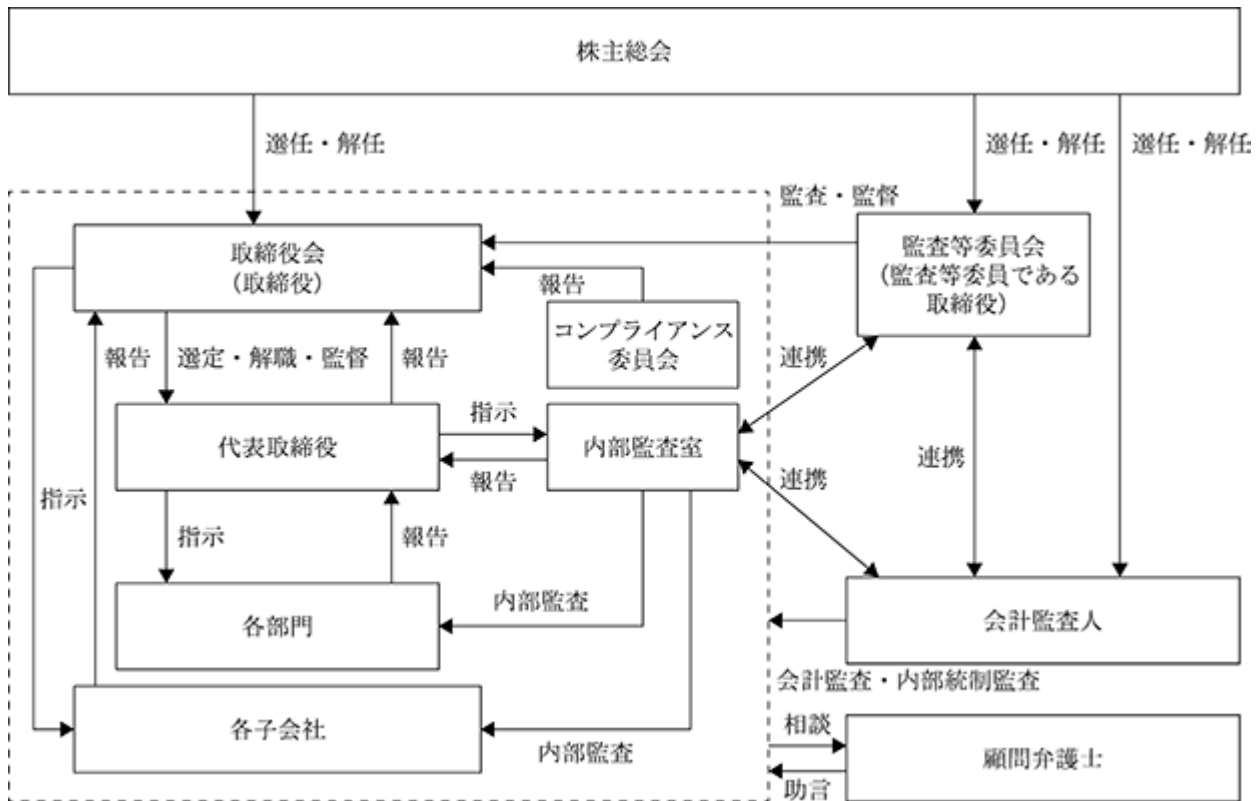 株主総会
選任・解任
選任・解任
選任・解任
監査・監督
取締役会
(取締役)
監査等委員会
(監査等委員である
取締役)
報告
コンプライアンス
委員会
報告
選定・解職・監督
報告
連携
指示
代表取締役
内部監査室
報告
連携
連携
指示
指示
報告
内部監査
各部門
会計監査人
会計監査・内部統制監査
各子会社
内部監査
相談
顧問弁護士
助言